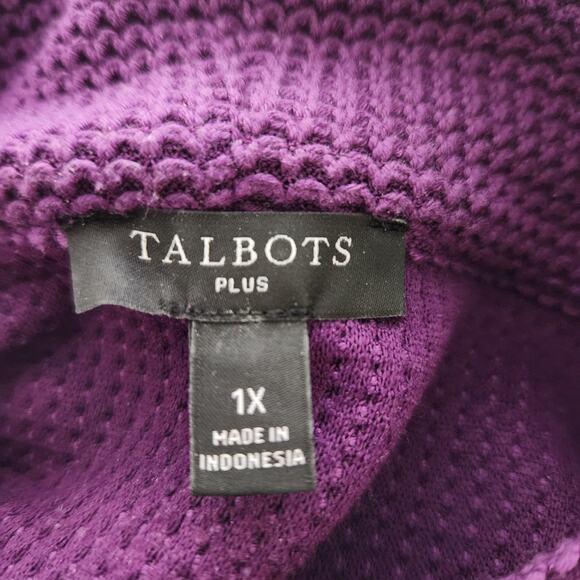 TALBOTS
PLUS
1X
MADE IN
INDONESIA